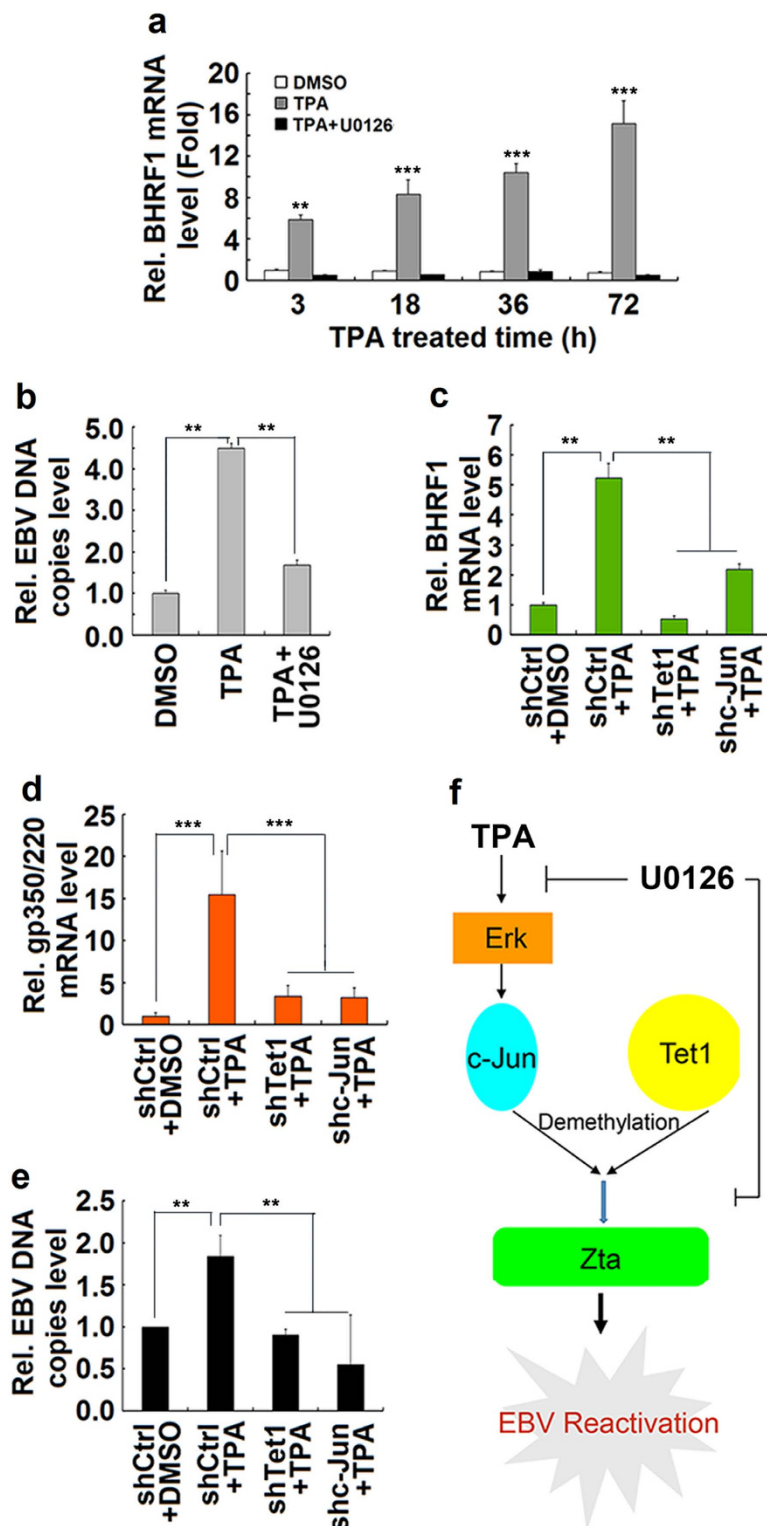 a
Rel. BHRF1 mRNA
level (Fold)
20
16
12
8
4
0
DMSO
TPA
TPA+U0126
**
***
***
***
3 18 36 72
TPA treated time (h)
b
Rel. EBV DNA
copies level
5.0
4.0
3.0
2.0
1.0
0.0
** **
DMSO
TPA
TPA+
U0126
c
Rel. BHRF1
mRNA level
7
6
5
4
3
2
1
0
** **
shCtrl
+DMSO
shCtrl
+TPA
shTet1
+TPA
shc-Jun
+TPA
d
Rel. gp350/220
mRNA level
25
20
15
10
5
0
*** ***
shCtrl
+DMSO
shCtrl
+TPA
shTet1
+TPA
shc-Jun
+TPA
e
Rel. EBV DNA
copies level
2.5
2.0
1.5
1.0
0.5
0.0
** **
shCtrl
+DMSO
shCtrl
+TPA
shTet1
+TPA
shc-Jun
+TPA
f
TPA
U0126
Erk
c-Jun
Tet1
Demethylation
Zta
EBV Reactivation